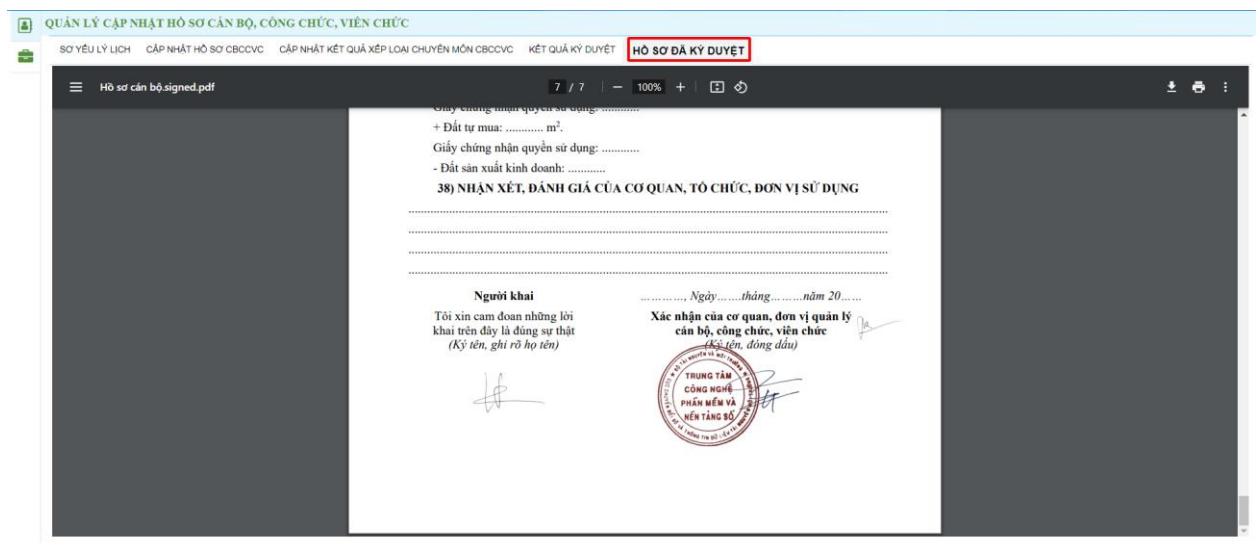 QUẢN LÝ CẬP NHẬT HỒ SƠ CÁN BỘ, CÔNG CHỨC, VIÊN CHỨC
SƠ YẾU LÝ LỊCH CẬP NHẬT HỒ SƠ CBCCVC CẬP NHẬT KẾT QUẢ XẾP LOẠI CHUYÊN MÔN CBCCVC KẾT QUẢ KÝ DUYỆT HỒ SƠ ĐÃ KÝ DUYỆT
Hồ sơ cán bộ.signed.pdf 7 / 7 100%
Giấy chứng nhận quyền sử dụng: ............
+ Đất tự mua: ............ m².
Giấy chứng nhận quyền sử dụng: ............
- Đất sản xuất kinh doanh: ............
38) NHẬN XÉT, ĐÁNH GIÁ CỦA CƠ QUAN, TỔ CHỨC, ĐƠN VỊ SỬ DỤNG
Người khai
Tôi xin cam đoan những lời
khai trên đây là đúng sự thật
(Ký tên, ghi rõ họ tên)
…………, Ngày…….tháng………năm 20……
Xác nhận của cơ quan, đơn vị quản lý
cán bộ, công chức, viên chức
(Ký tên, đóng dấu)
TRUNG TÂM
CÔNG NGHỆ
PHẦN MỀM VÀ
NỀN TẢNG SỐ